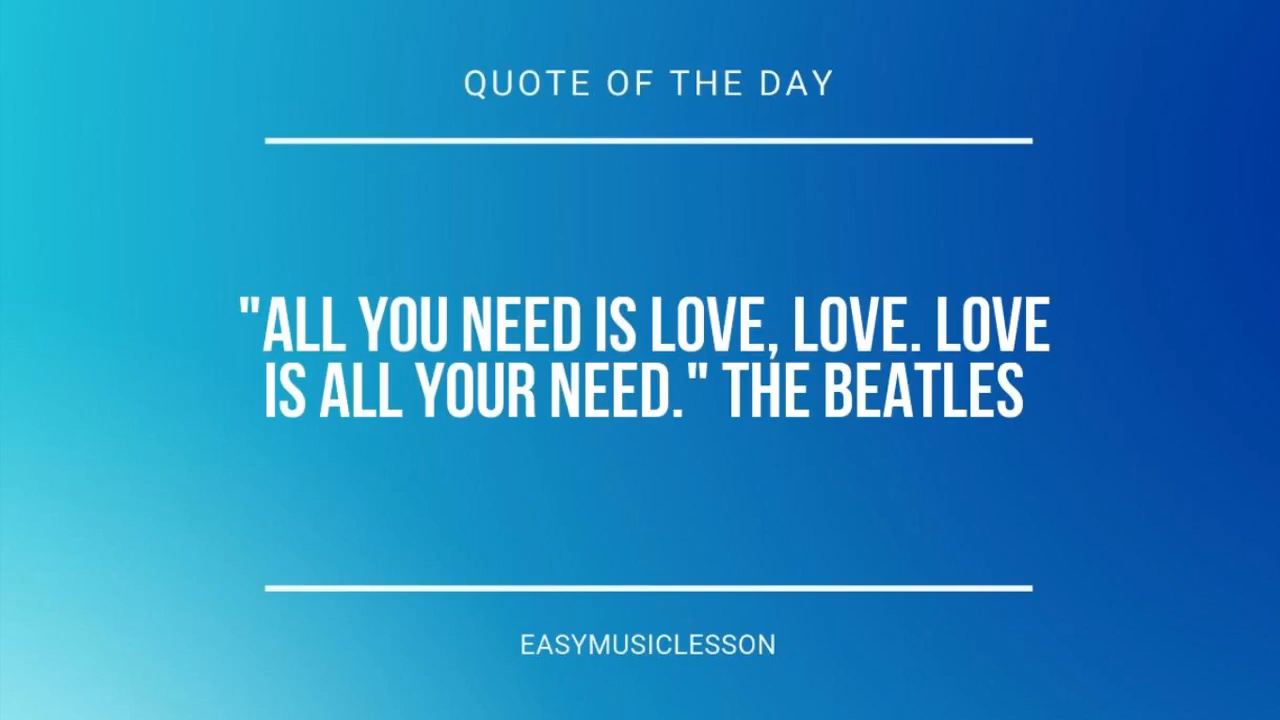 QUOTE OF THE DAY
"ALL YOU NEED IS LOVE, LOVE. LOVE
IS ALL YOUR NEED." THE BEATLES
EASYMUSICLESSON